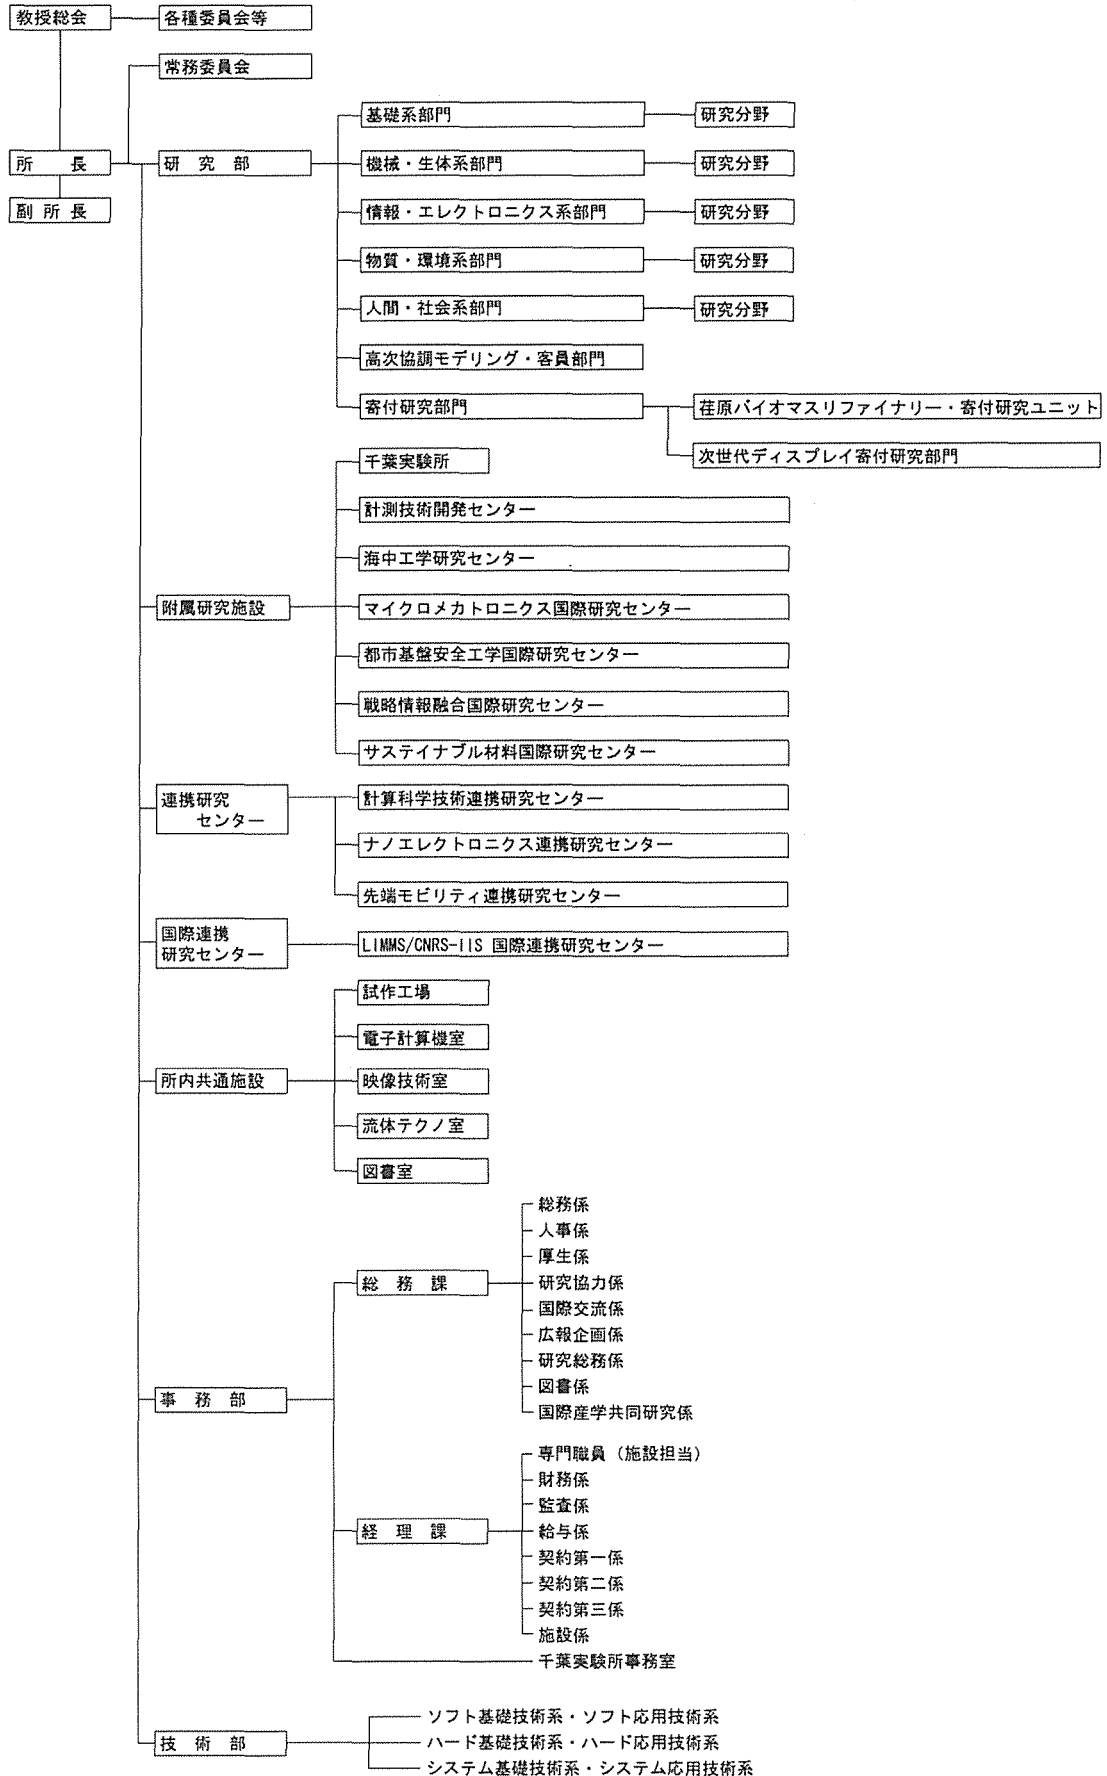 教授総会
各種委員会等
常務委員会
所長
副所長
研究部
基礎系部門
研究分野
機械・生体系部門
研究分野
情報・エレクトロニクス系部門
研究分野
物質・環境系部門
研究分野
人間・社会系部門
研究分野
高次協調モデリング・客員部門
寄付研究部門
荏原バイオマスリファイナリー・寄付研究ユニット
次世代ディスプレイ寄付研究部門
附属研究施設
千葉実験所
計測技術開発センター
海中工学研究センター
マイクロメカトロニクス国際研究センター
都市基盤安全工学国際研究センター
戦略情報融合国際研究センター
サステイナブル材料国際研究センター
連携研究
センター
計算科学技術連携研究センター
ナノエレクトロニクス連携研究センター
先端モビリティ連携研究センター
国際連携
研究センター
LIMMS/CNRS-IIS 国際連携研究センター
所内共通施設
試作工場
電子計算機室
映像技術室
流体テクノ室
図書室
事務部
総務課
総務係
人事係
厚生係
研究協力係
国際交流係
広報企画係
研究総務係
図書係
国際産学共同研究係
経理課
専門職員（施設担当）
財務係
監査係
給与係
契約第一係
契約第二係
契約第三係
施設係
千葉実験所事務室
技術部
ソフト基礎技術系・ソフト応用技術系
ハード基礎技術系・ハード応用技術系
システム基礎技術系・システム応用技術系